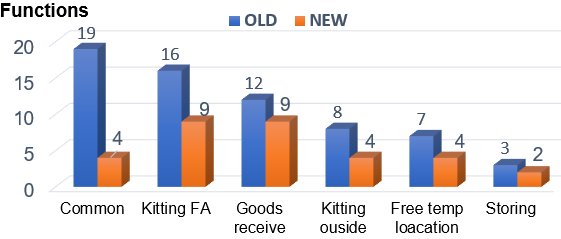 Functions
OLD NEW
20
15
10
5
0
19 4
16 9
12 9
8 4
7 4
3 2
Common
Kitting FA
Goods
receive
Kitting
ouside
Free temp
loacation
Storing